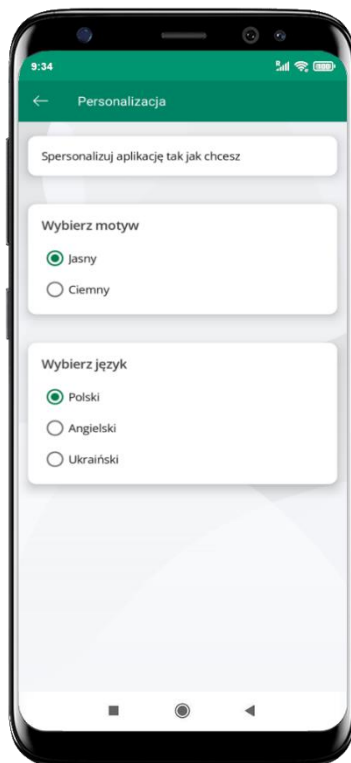 9:34
Personalizacja
Spersonalizuj aplikację tak jak chcesz
Wybierz motyw
Jasny
Ciemny
Wybierz język
Polski
Angielski
Ukraiński